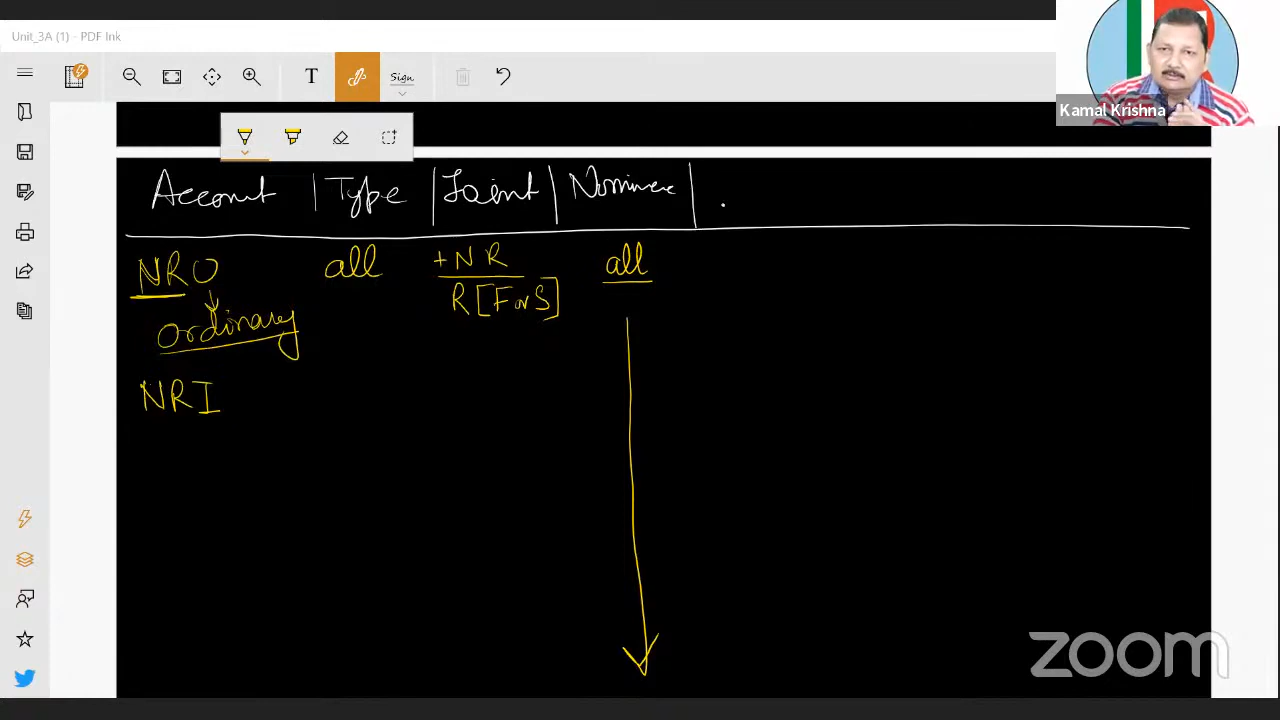 Unit_3A (1) - PDF Ink
T
Sign
Kamal Krishna
Account | Type | Joint | Nominee |
NRO all +NR all
R [F or S]
Ordinary
NRI
zoom